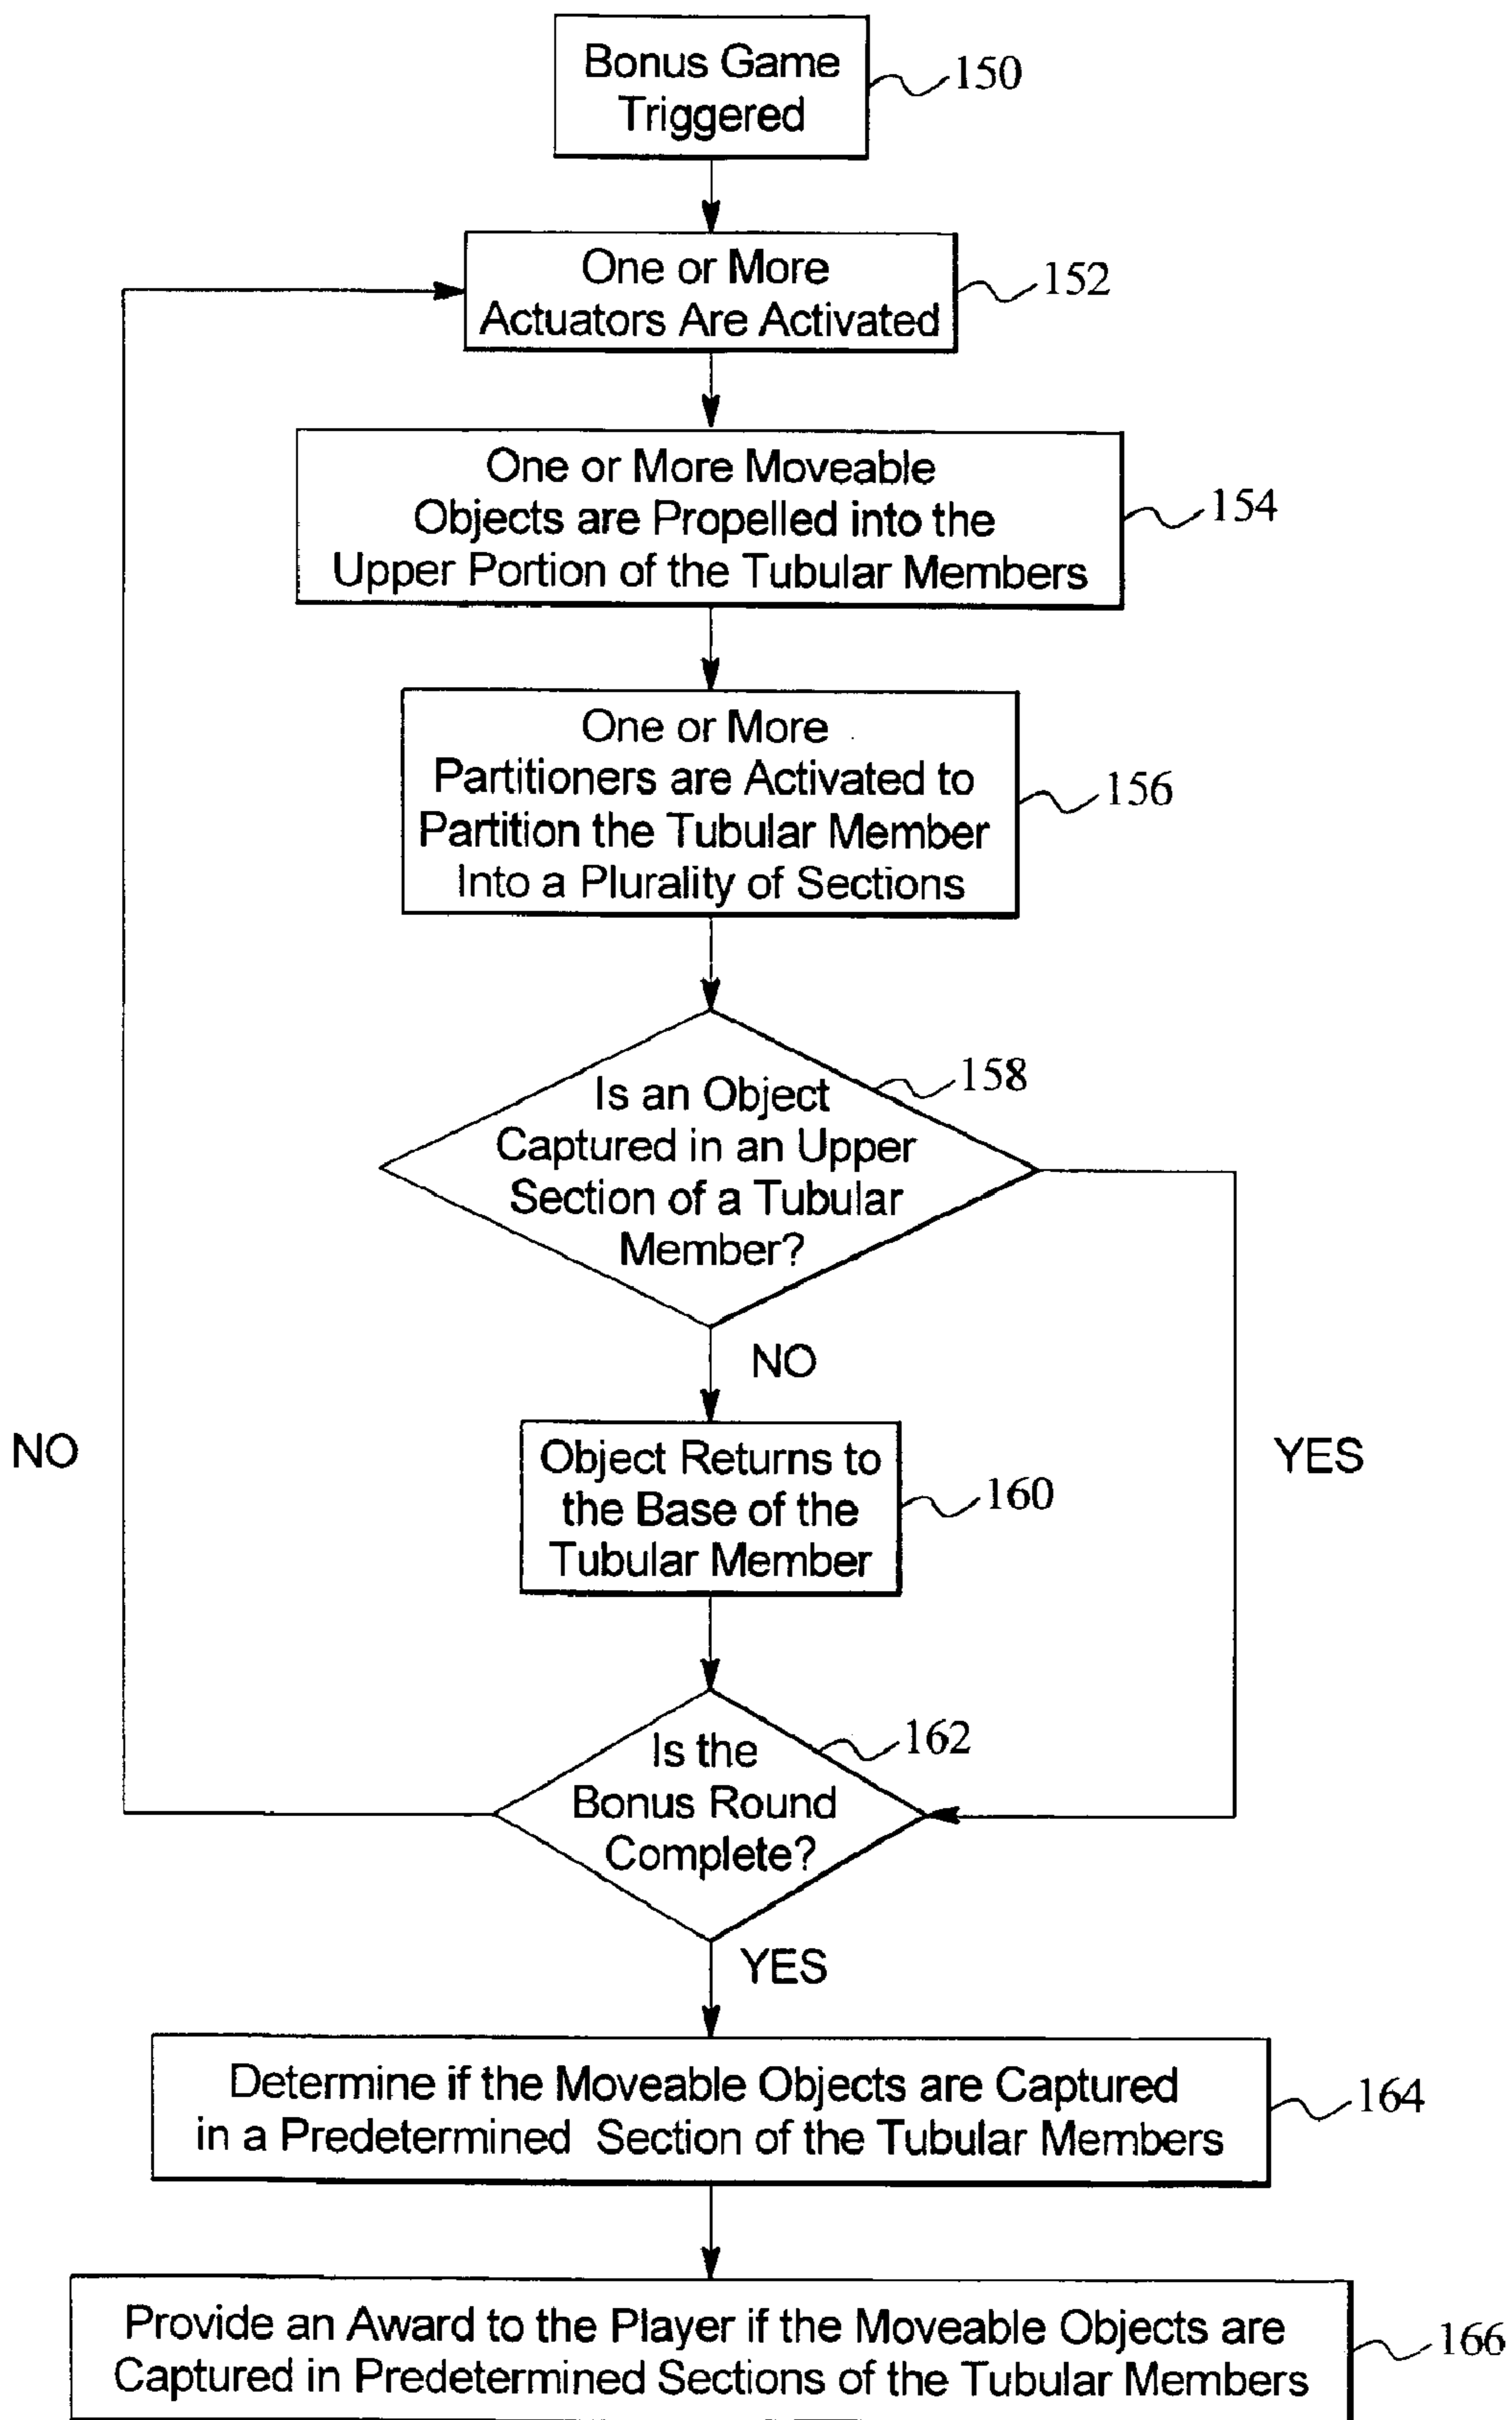 Bonus Game
Triggered
150
One or More
Actuators Are Activated
152
One or More Moveable
Objects are Propelled into the
Upper Portion of the Tubular Members
154
One or More
Partitioners are Activated to
Partition the Tubular Member
Into a Plurality of Sections
156
Is an Object
Captured in an Upper
Section of a Tubular
Member?
158
NO
YES
NO
Object Returns to
the Base of the
Tubular Member
160
Is the
Bonus Round
Complete?
162
YES
Determine if the Moveable Objects are Captured
in a Predetermined Section of the Tubular Members
164
Provide an Award to the Player if the Moveable Objects are
Captured in Predetermined Sections of the Tubular Members
166